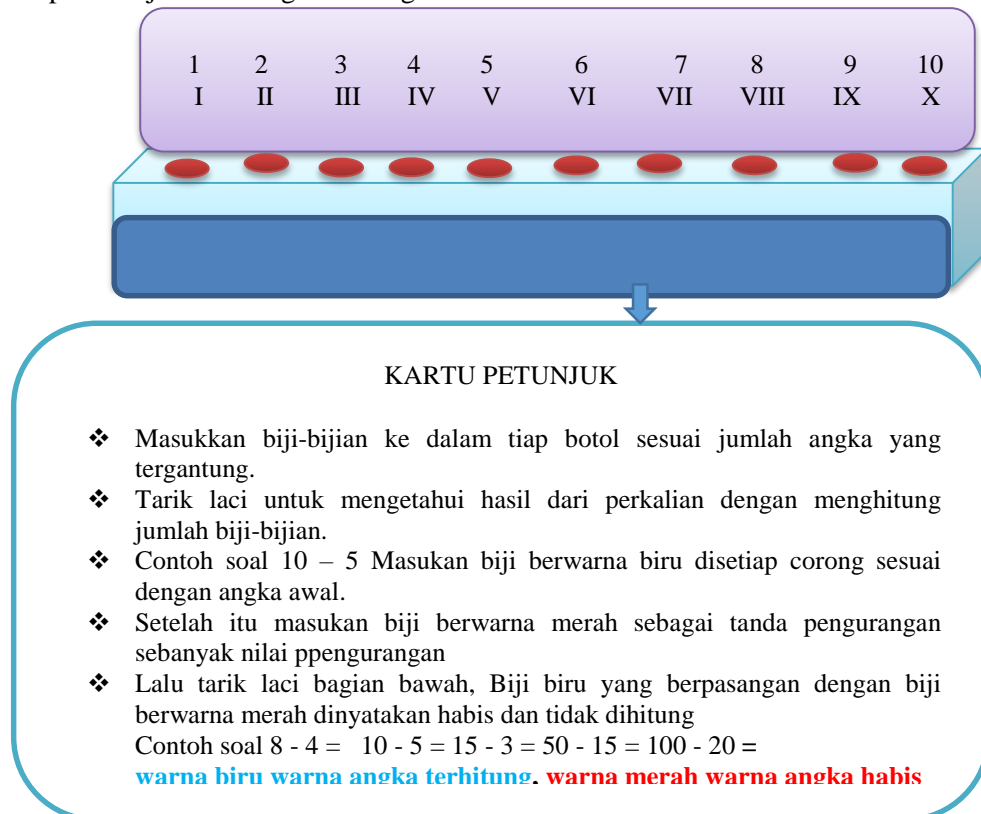 1 2 3 4 5 6 7 8 9 10
I II III IV V VI VII VIII IX X
KARTU PETUNJUK
❖ Masukkan biji-bijian ke dalam tiap botol sesuai jumlah angka yang
tergantung.
❖ Tarik laci untuk mengetahui hasil dari perkalian dengan menghitung
jumlah biji-bijian.
❖ Contoh soal 10 – 5 Masukan biji berwarna biru disetiap corong sesuai
dengan angka awal.
❖ Setelah itu masukan biji berwarna merah sebagai tanda pengurangan
sebanyak nilai ppengurangan
❖ Lalu tarik laci bagian bawah, Biji biru yang berpasangan dengan biji
berwarna merah dinyatakan habis dan tidak dihitung
Contoh soal 8 - 4 = 10 - 5 = 15 - 3 = 50 - 15 = 100 - 20 =
warna biru warna angka terhitung, warna merah warna angka habis